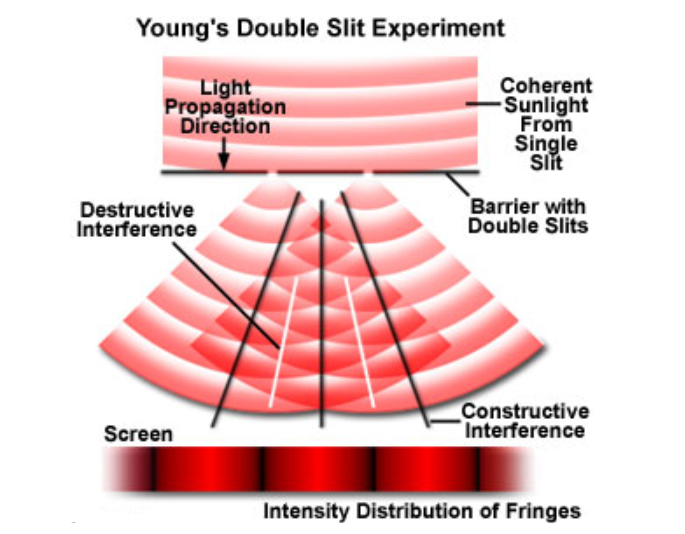 Young's Double Slit Experiment
Light
Propagation
Direction
Coherent
Sunlight
From
Single
Slit
Destructive
Interference
Barrier with
Double Slits
Constructive
Interference
Screen
Intensity Distribution of Fringes